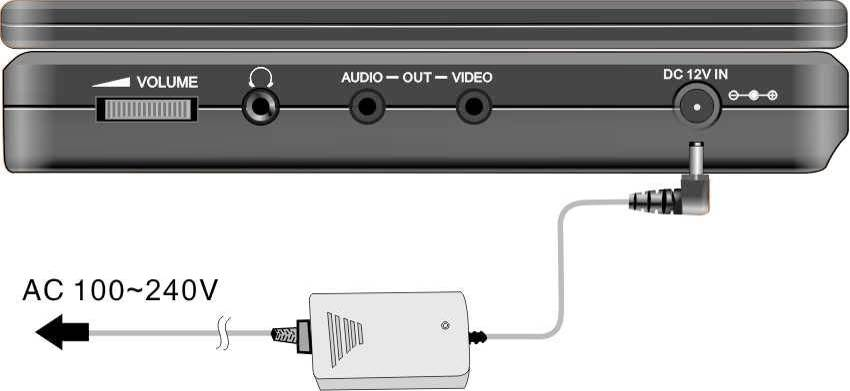 VOLUME
AUDIO — OUT — VIDEO
DC 12V IN
AC 100~240V